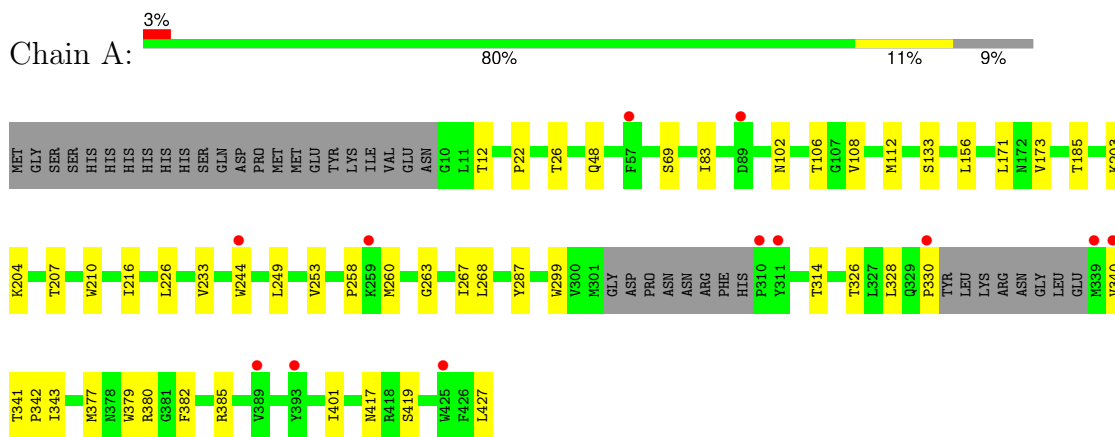 3%
Chain A:
80% 11% 9%
MET GLY SER SER HIS HIS HIS HIS HIS HIS SER GLN ASP PRO MET MET GLU TYR LYS ILE VAL GLU ASN G10 L11 T12 P22 T26 Q48 F57 S69 I83 D89 N102 T106 G107 V108 M112 S133 L156 L171 N172 V173 T185 K203
K204 T207 W210 I216 L226 V233 W244 L249 V253 P258 K259 M260 G263 I267 L268 Y287 W299 V300 M301 GLY ASP PRO ASN ASN ARG PHE HIS P310 Y311 T314 T326 L327 L328 Q329 P330 TYR LEU LYS ARG ASN GLY LEU GLU M339
T341 P342 I343 M377 N378 W379 R380 G381 F382 R385 V389 Y393 I401 N417 R418 S419 W425 F426 L427